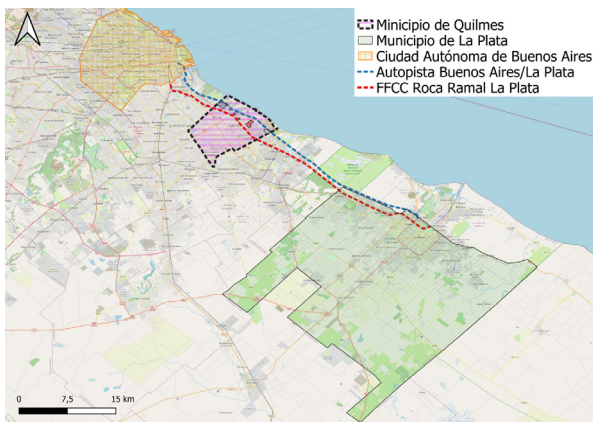 Minicipio de Quilmes
Municipio de La Plata
Ciudad Autónoma de Buenos Aires
Autopista Buenos Aires/La Plata
FFCC Roca Ramal La Plata
0 7,5 15 km